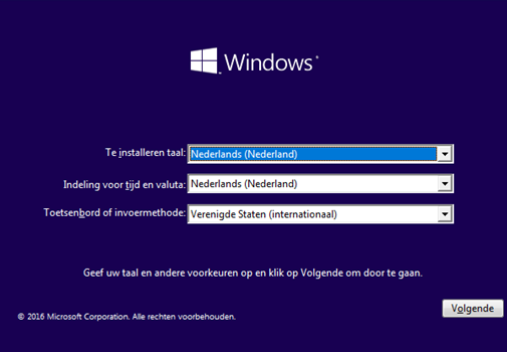 Windows
Te installeren taal: Nederlands (Nederland)
Indeling voor tijd en valuta: Nederlands (Nederland)
Toetsenbord of invoermethode: Verenigde Staten (internationaal)
Geef uw taal en andere voorkeuren op en klik op Volgende om door te gaan.
Volgende
© 2016 Microsoft Corporation. Alle rechten voorbehouden.